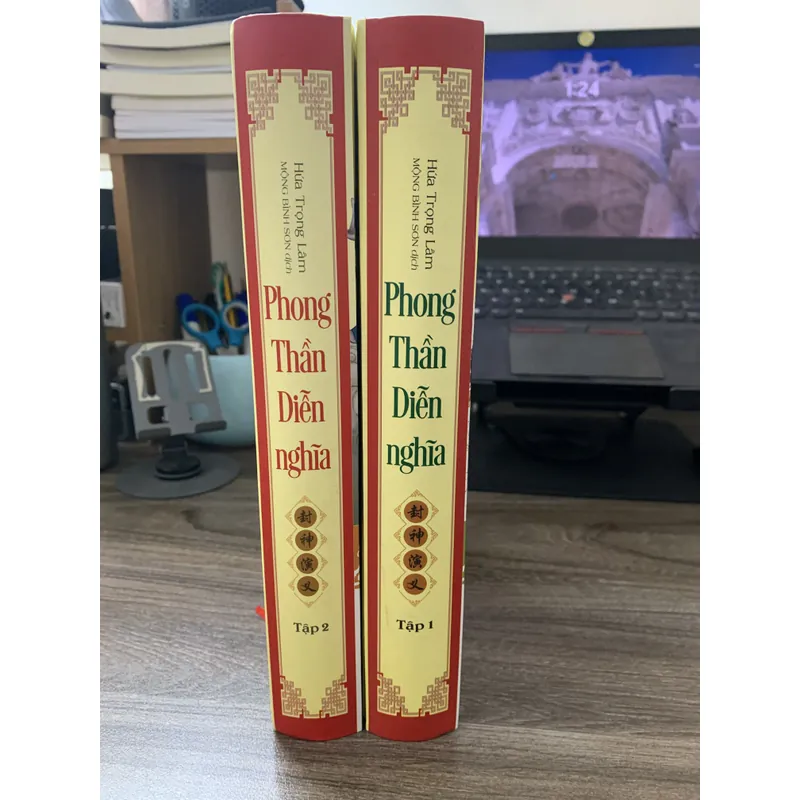 Hứa Trọng Lâm
MỘNG BÌNH SƠN dịch
Phong
Thần
Diễn
nghĩa
封
神
演
义
Tập 2
Hứa Trọng Lâm
MỘNG BÌNH SƠN dịch
Phong
Thần
Diễn
nghĩa
封
神
演
义
Tập 1
1:24